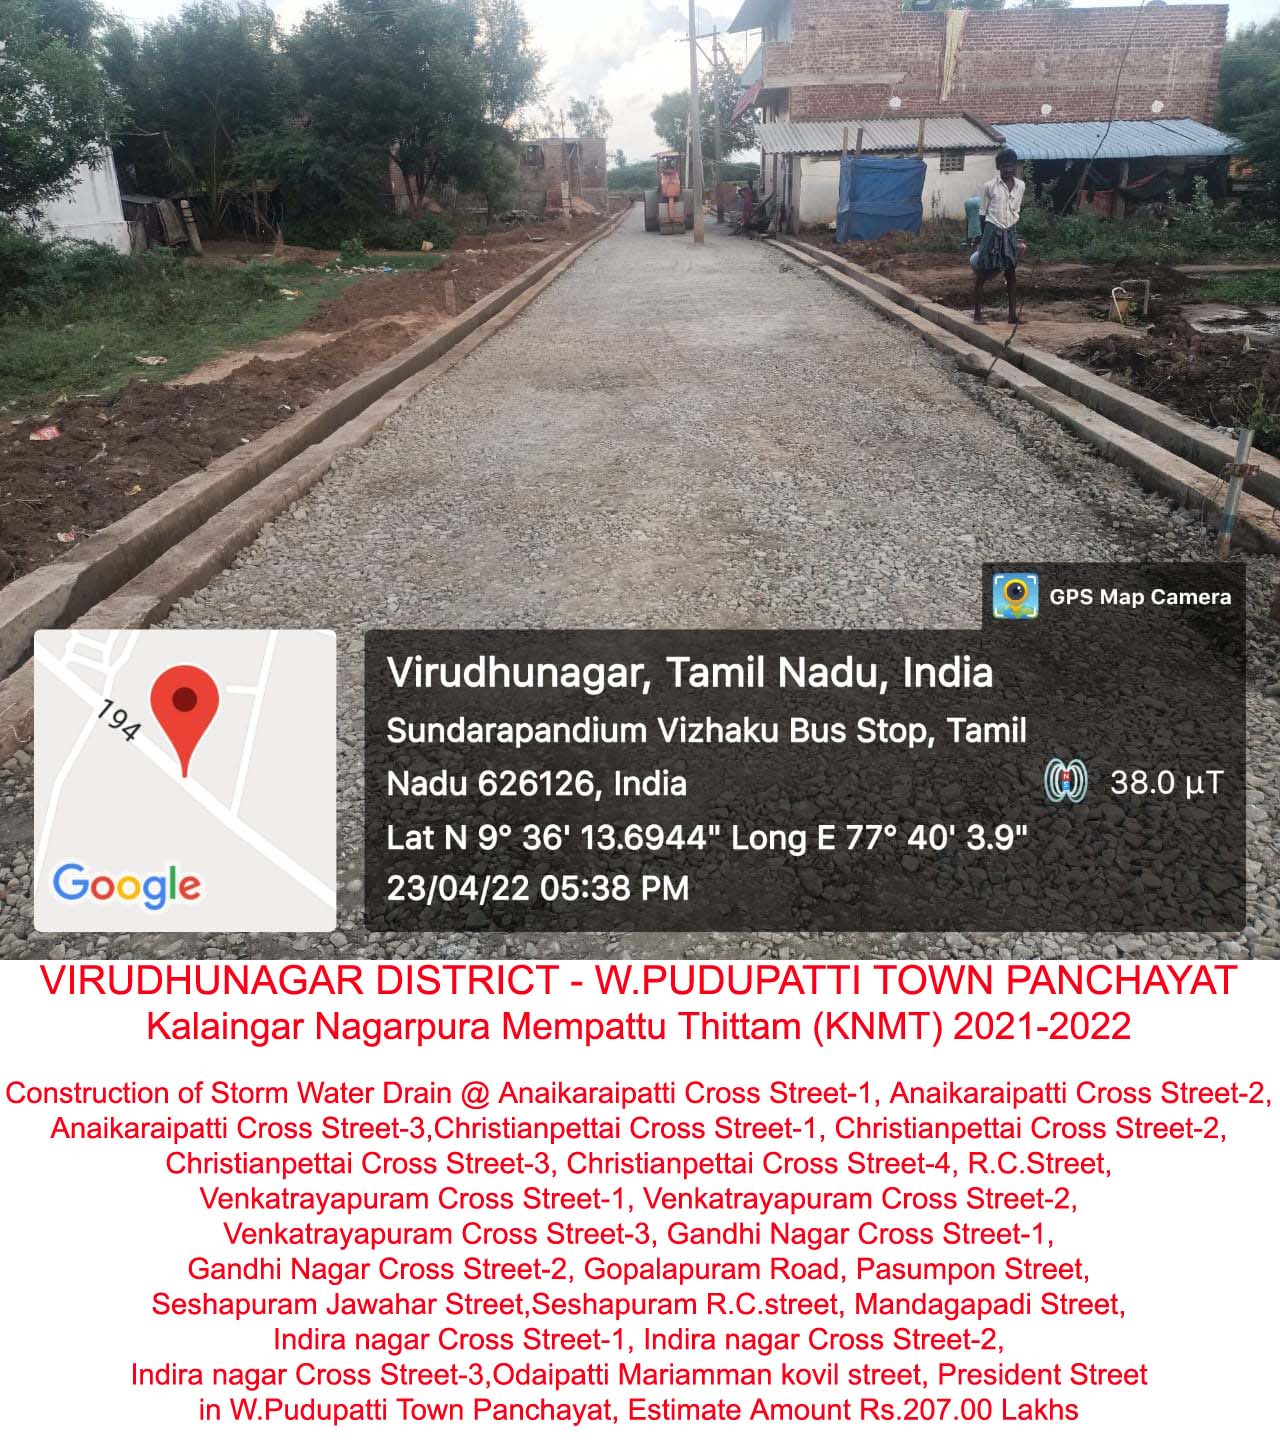 GPS Map Camera
Virudhunagar, Tamil Nadu, India
Sundarapandium Vizhaku Bus Stop, Tamil
Nadu 626126, India
38.0 µT
Lat N 9° 36' 13.6944" Long E 77° 40' 3.9"
23/04/22 05:38 PM
194
Google
VIRUDHUNAGAR DISTRICT - W.PUDUPATTI TOWN PANCHAYAT
Kalaingar Nagarpura Mempattu Thittam (KNMT) 2021-2022
Construction of Storm Water Drain @ Anaikaraipatti Cross Street-1, Anaikaraipatti Cross Street-2,
Anaikaraipatti Cross Street-3,Christianpettai Cross Street-1, Christianpettai Cross Street-2,
Christianpettai Cross Street-3, Christianpettai Cross Street-4, R.C.Street,
Venkatrayapuram Cross Street-1, Venkatrayapuram Cross Street-2,
Venkatrayapuram Cross Street-3, Gandhi Nagar Cross Street-1,
Gandhi Nagar Cross Street-2, Gopalapuram Road, Pasumpon Street,
Seshapuram Jawahar Street,Seshapuram R.C.street, Mandagapadi Street,
Indira nagar Cross Street-1, Indira nagar Cross Street-2,
Indira nagar Cross Street-3,Odaipatti Mariamman kovil street, President Street
in W.Pudupatti Town Panchayat, Estimate Amount Rs.207.00 Lakhs